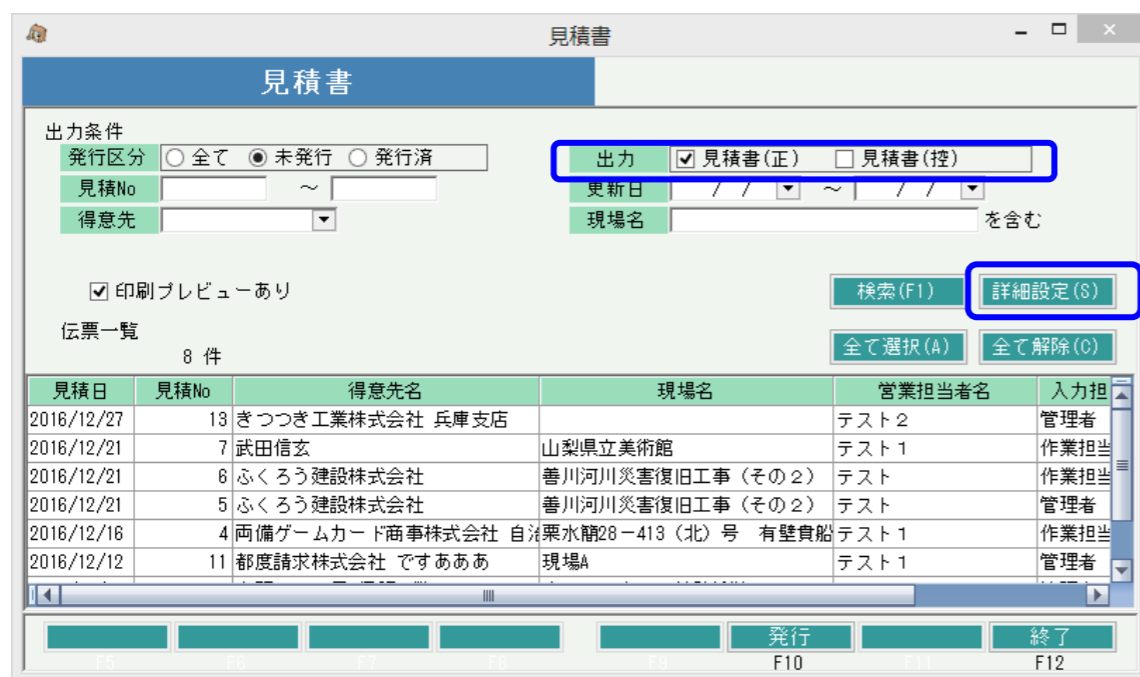 見積書
見積書
出力条件
発行区分 全て 未発行 発行済 出力 見積書(正) 見積書(控)
見積No ～ 更新日 / / ～ / /
得意先 現場名 を含む
印刷プレビューあり 検索(F1) 詳細設定(S)
伝票一覧
8 件 全て選択(A) 全て解除(C)
見積日 見積No 得意先名 現場名 営業担当者名 入力担
2016/12/27 13 きつつき工業株式会社 兵庫支店 テスト2 管理者
2016/12/21 7 武田信玄 山梨県立美術館 テスト1 作業担当
2016/12/21 6 ふくろう建設株式会社 善川河川災害復旧工事（その２） テスト 作業担当
2016/12/21 5 ふくろう建設株式会社 善川河川災害復旧工事（その２） テスト 管理者
2016/12/16 4 両備ゲームカード商事株式会社 自 栗水簡28－413（北）号 有壁貴船 テスト1 作業担当
2016/12/12 11 都度請求株式会社 ですあああ 現場A テスト1 管理者
発行 終了
F5 F6 F7 F8 F9 F10 F11 F12